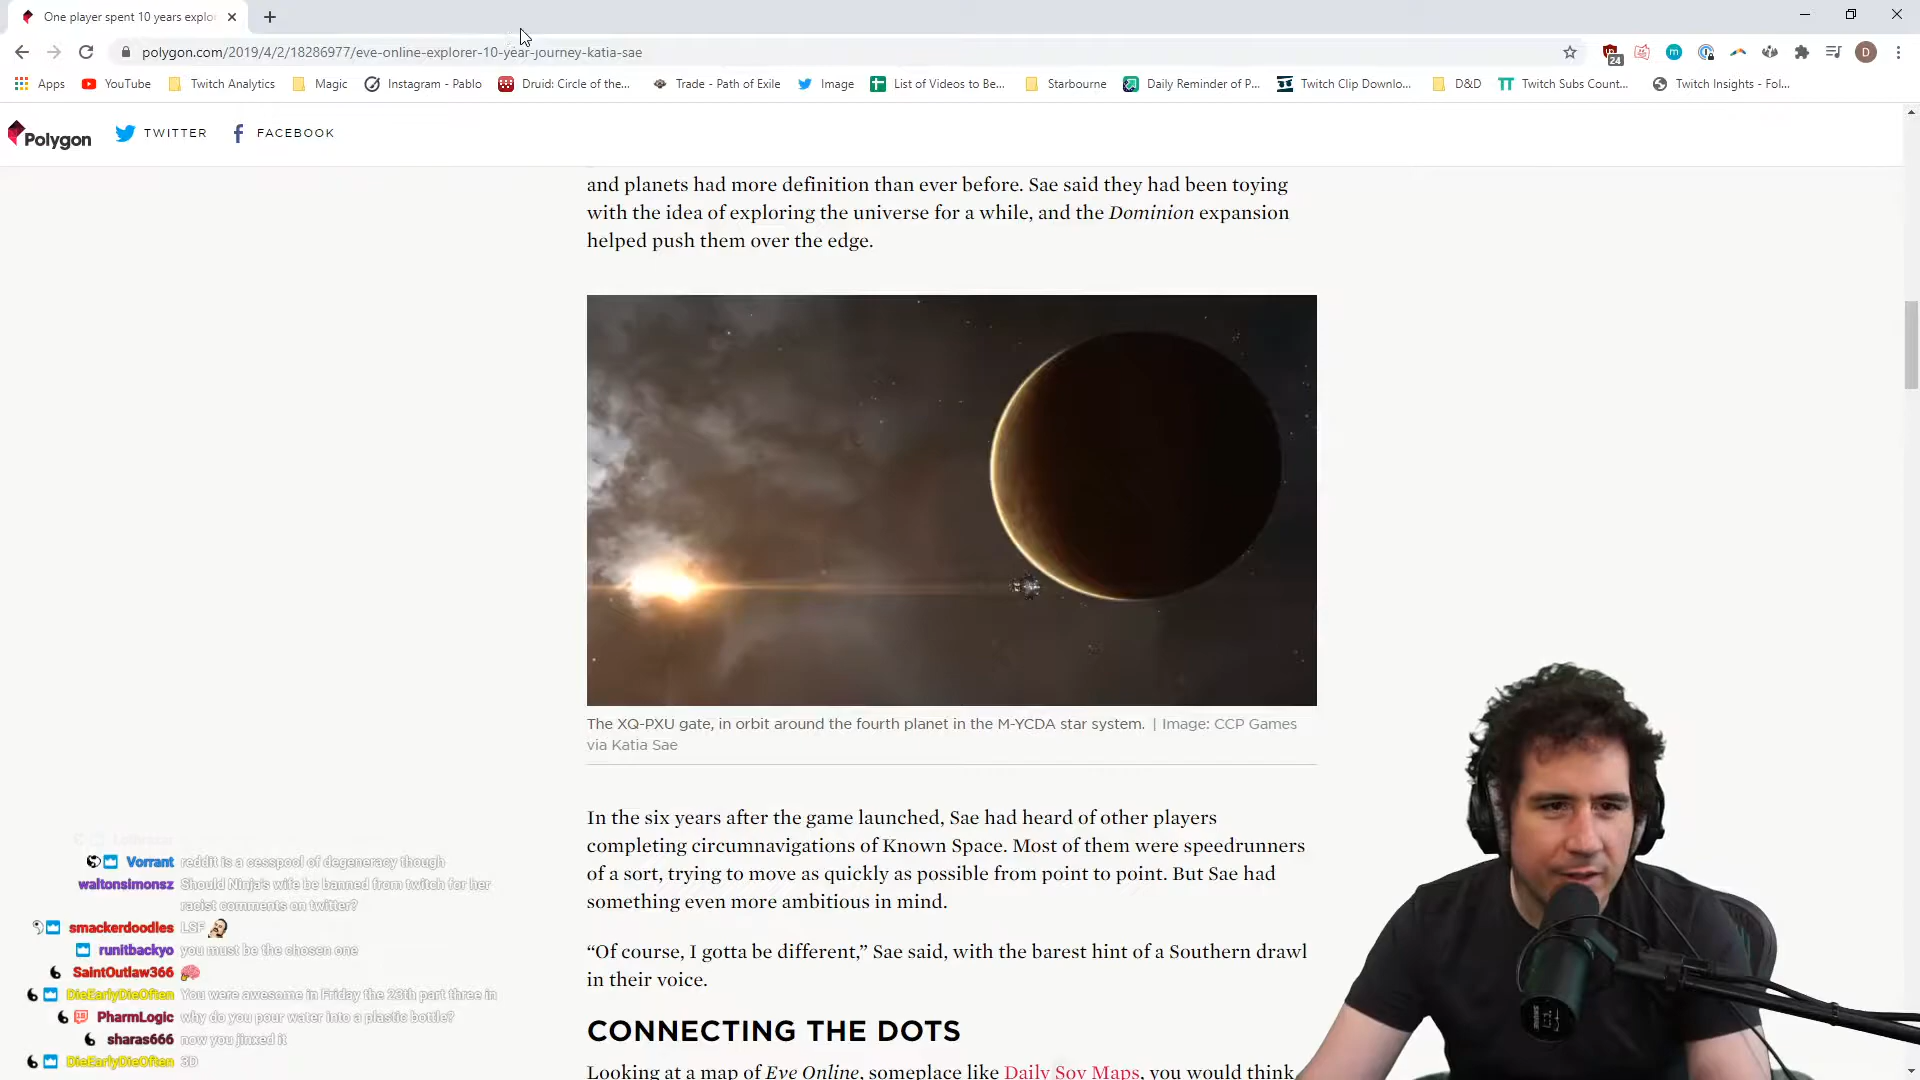 One player spent 10 years explo
polygon.com/2019/4/2/18286977/eve-online-explorer-10-year-journey-katia-sae
24
D
Apps YouTube Twitch Analytics Magic Instagram - Pablo Druid: Circle of the... Trade - Path of Exile Image List of Videos to Be... Starbourne Daily Reminder of P... Twitch Clip Downlo... D&D Twitch Subs Count... Twitch Insights - Fol...
Polygon TWITTER FACEBOOK
and planets had more definition than ever before. Sae said they had been toying
with the idea of exploring the universe for a while, and the Dominion expansion
helped push them over the edge.
The XQ-PXU gate, in orbit around the fourth planet in the M-YCDA star system. | Image: CCP Games
via Katia Sae
In the six years after the game launched, Sae had heard of other players
completing circumnavigations of Known Space. Most of them were speedrunners
of a sort, trying to move as quickly as possible from point to point. But Sae had
something even more ambitious in mind.
“Of course, I gotta be different,” Sae said, with the barest hint of a Southern drawl
in their voice.
CONNECTING THE DOTS
Looking at a map of Eve Online, someplace like Daily Sov Maps, you would think
Vorrant reddit is a cesspool of degeneracy though
waltonsimonsz Should Ninja's wife be banned from twitch for her
racist comments on twitter?
smackerdoodles LSF
runitbackyo you must be the chosen one
SaintOutlaw366
DieEarlyDieOften You were awesome in Friday the 23th part three in
PharmLogic why do you pour water into a plastic bottle?
sharas666 now you jinxed it
DieEarlyDieOften 3D